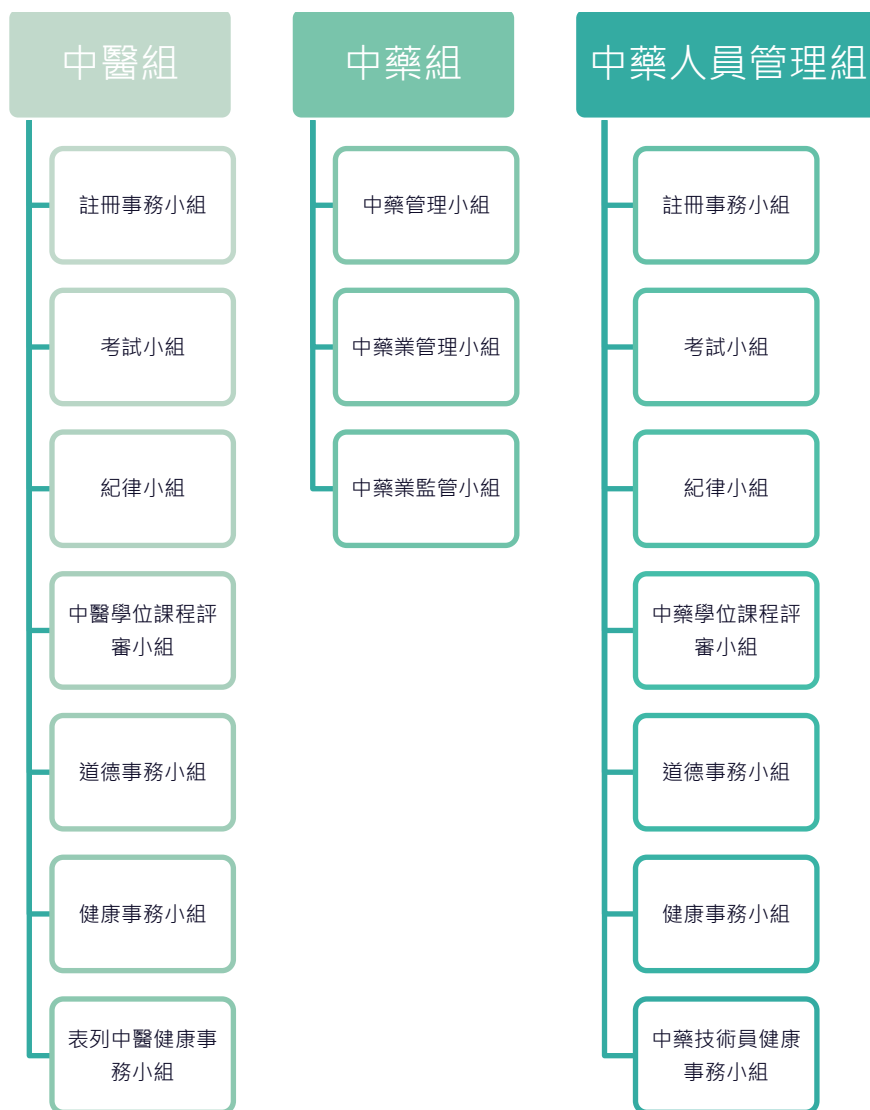 中醫組
註冊事務小組
考試小組
紀律小組
中醫學位課程評
審小組
道德事務小組
健康事務小組
表列中醫健康事
務小組
中藥組
中藥管理小組
中藥業管理小組
中藥業監管小組
中藥人員管理組
註冊事務小組
考試小組
紀律小組
中藥學位課程評
審小組
道德事務小組
健康事務小組
中藥技術員健康
事務小組